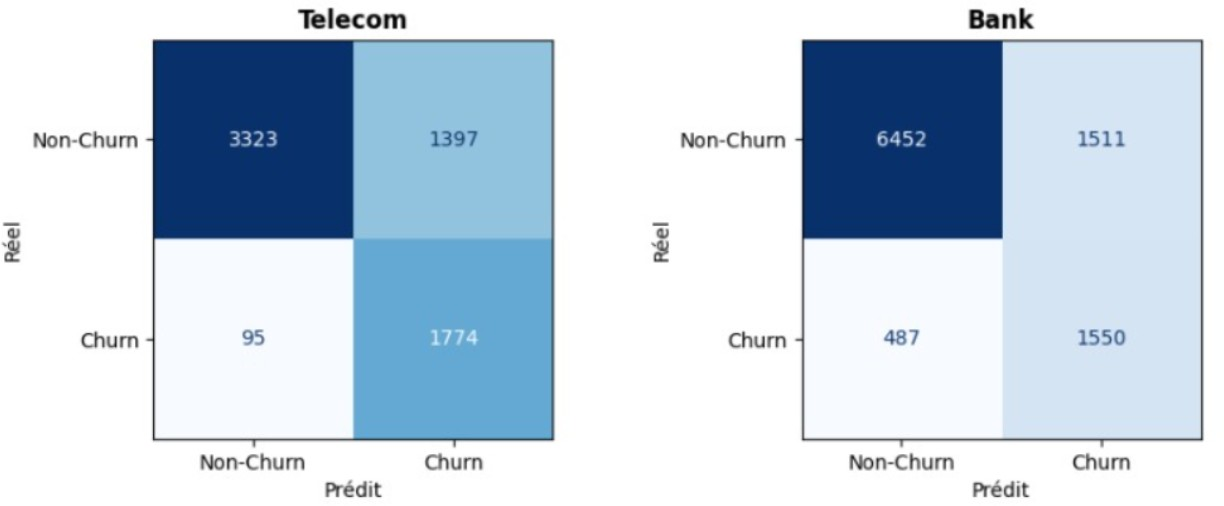 Telecom
Non-Churn
3323
1397
Réel
Churn
95
1774
Non-Churn
Churn
Prédit
Bank
Non-Churn
6452
1511
Réel
Churn
487
1550
Non-Churn
Churn
Prédit